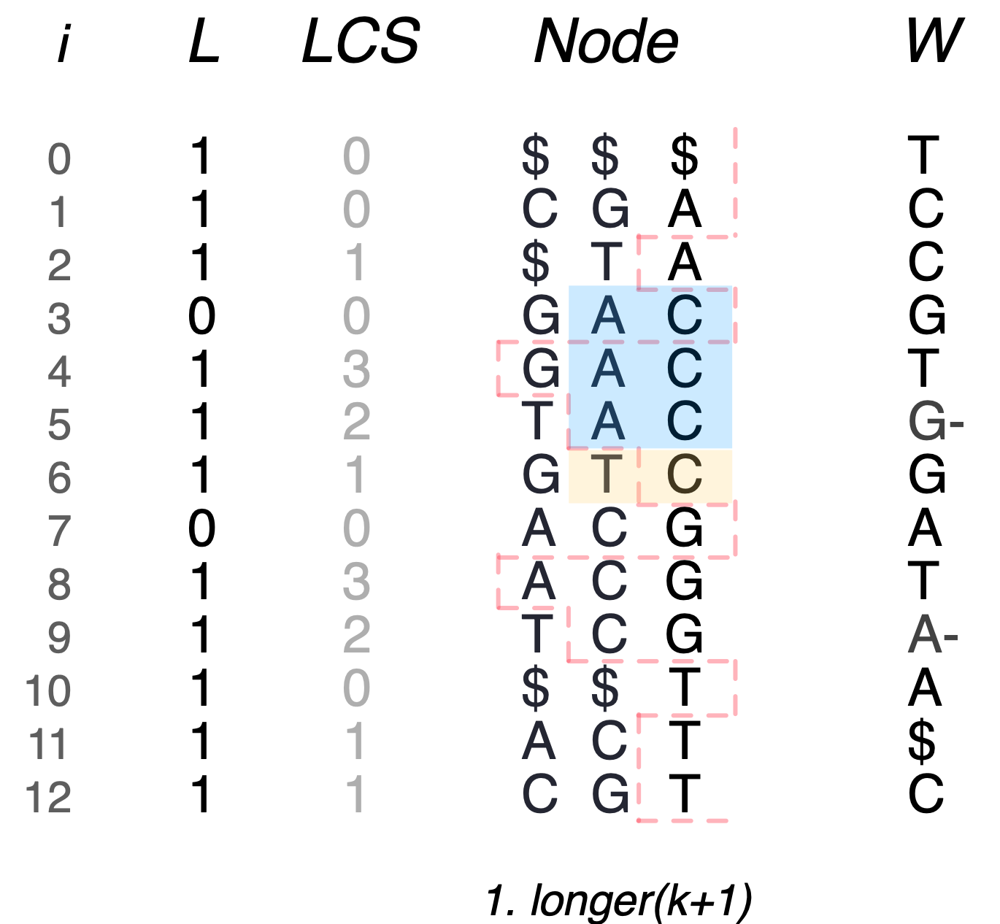 i L LCS Node W
0 1 0 $ $ $ T
1 1 0 C G A C
2 1 1 $ T A C
3 0 0 G A C G
4 1 3 G A C T
5 1 2 T A C G-
6 1 1 G T C G
7 0 0 A C G A
8 1 3 A C G T
9 1 2 T C G A-
10 1 0 $ $ T A
11 1 1 A C T $
12 1 1 C G T C
1. longer(k+1)